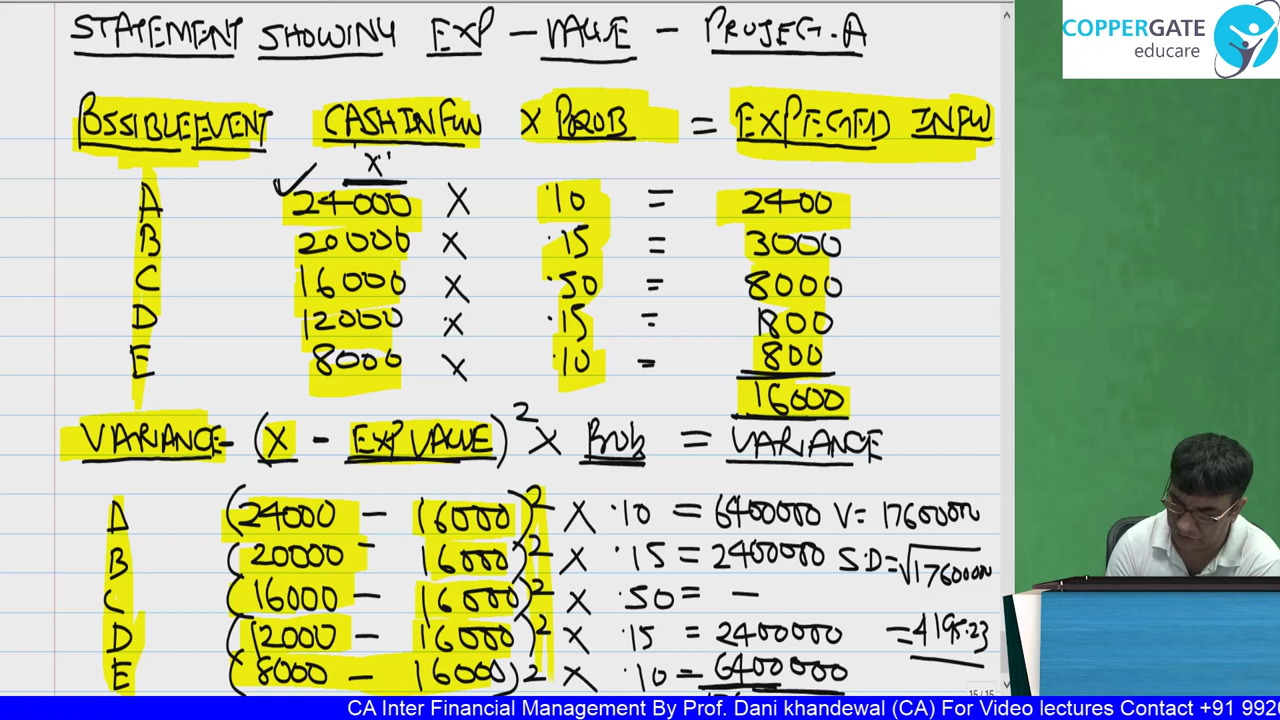 STATEMENT SHOWING EXP - VALUE - PROJECT. A
COPPERGATE
educare
POSSIBLE EVENT CASH INFLOW X PROB = EXPECTED INFLOW
'X'
A 24000 X .10 = 2400
B 20000 X .15 = 3000
C 16000 X .50 = 8000
D 12000 X .15 = 1800
E 8000 X .10 = 800
16000
VARIANCE - (X - EXP VALUE)2 X Prob = VARIANCE
A (24000 - 16000)2 X .10 = 6400000 V = 17600000
B (20000 - 16000)2 X .15 = 2400000 S.D = √17600000
C (16000 - 16000)2 X .50 = -
D (12000 - 16000)2 X .15 = 2400000 = 4195.23
E (8000 - 16000)2 X .10 = 6400000
15/15
CA Inter Financial Management By Prof. Dani khandewal (CA) For Video lectures Contact +91 992